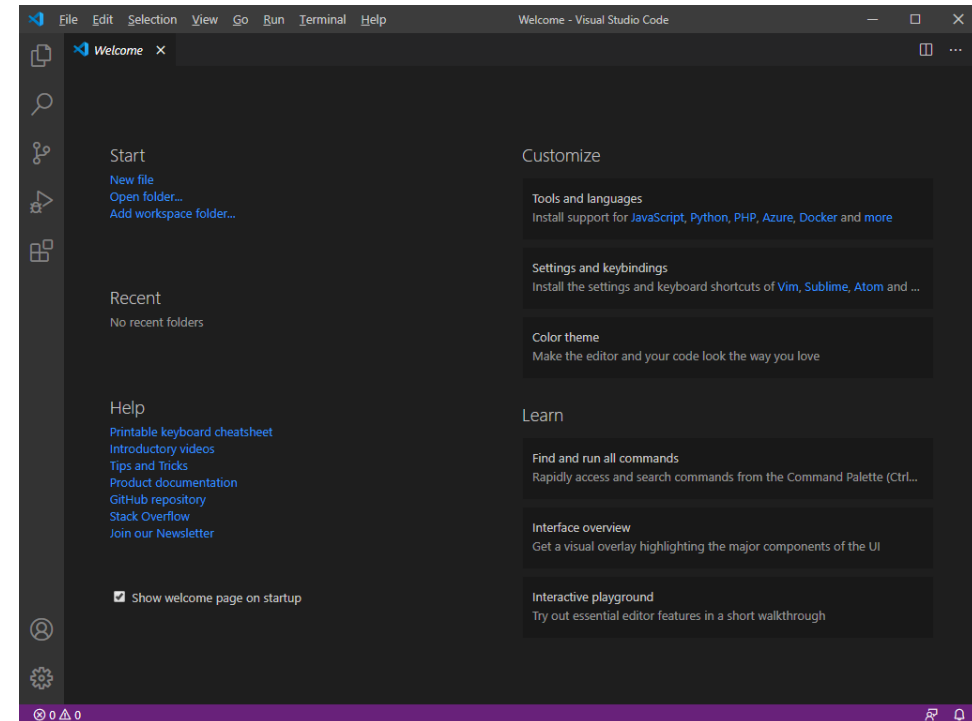 File Edit Selection View Go Run Terminal Help Welcome - Visual Studio Code
Welcome
Start
New file
Open folder...
Add workspace folder...
Recent
No recent folders
Help
Printable keyboard cheatsheet
Introductory videos
Tips and Tricks
Product documentation
GitHub repository
Stack Overflow
Join our Newsletter
Show welcome page on startup
Customize
Tools and languages
Install support for JavaScript, Python, PHP, Azure, Docker and more
Settings and keybindings
Install the settings and keyboard shortcuts of Vim, Sublime, Atom and ...
Color theme
Make the editor and your code look the way you love
Learn
Find and run all commands
Rapidly access and search commands from the Command Palette (Ctrl...
Interface overview
Get a visual overlay highlighting the major components of the UI
Interactive playground
Try out essential editor features in a short walkthrough
0 0